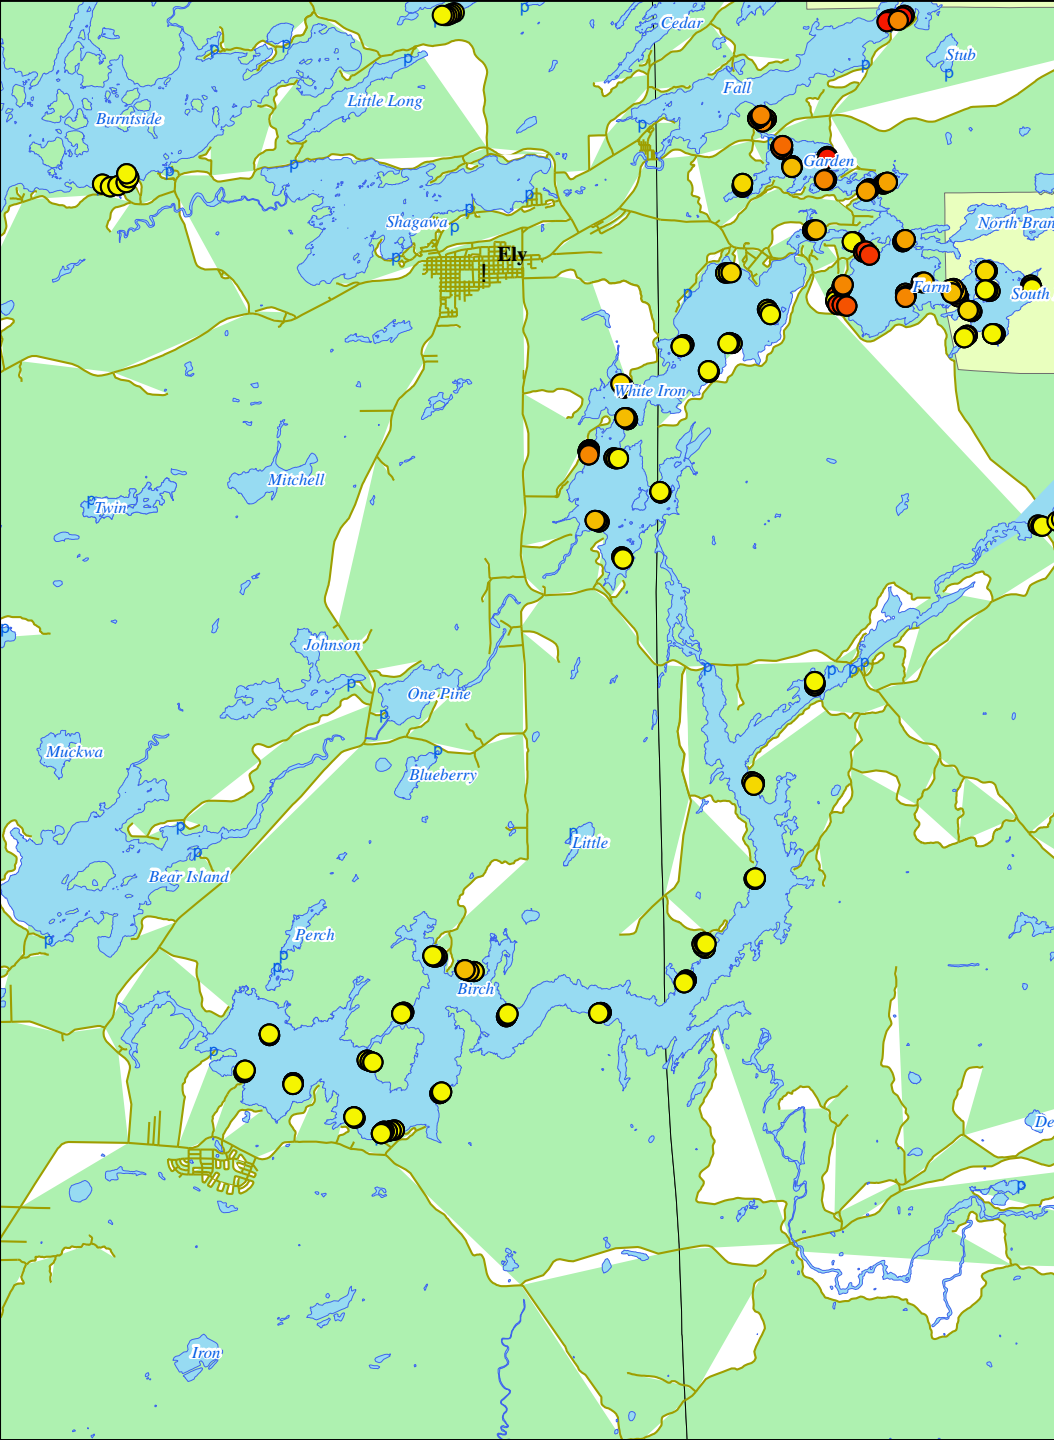 Cedar
Stub
Fall
Little Long
Burntside
Garden
Shagawa
North Bran
Ely
Farm
South
White Iron
Mitchell
Twin
Johnson
One Pine
Muckwa
Blueberry
Little
Bear Island
Perch
Birch
De
Iron